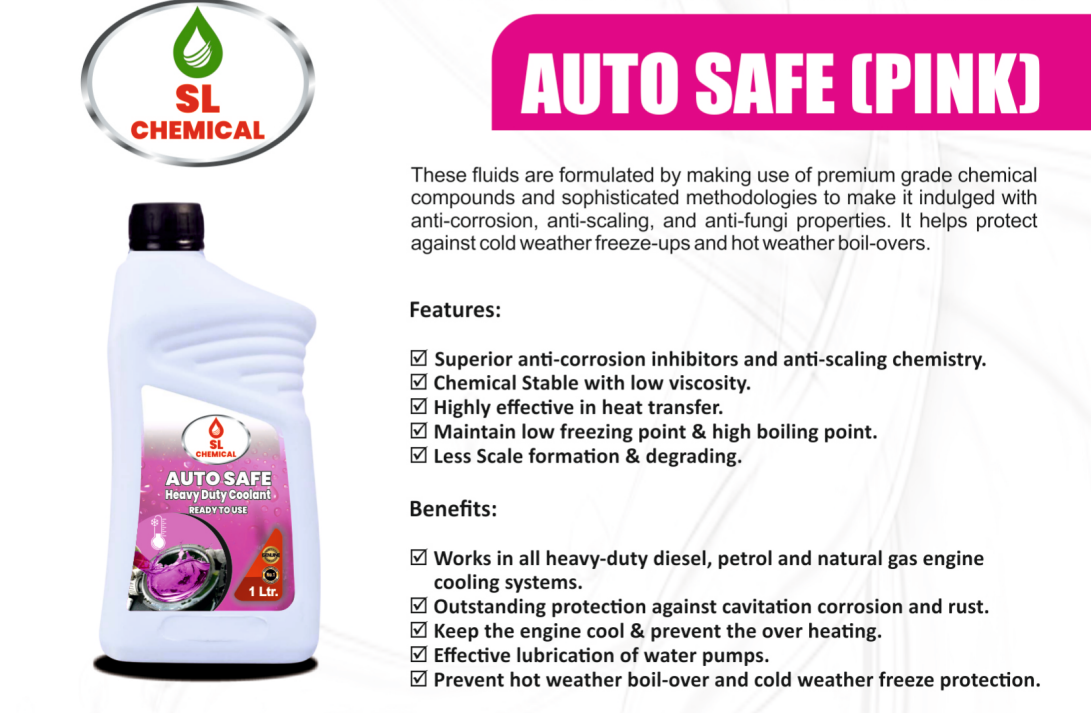 SL
CHEMICAL
AUTO SAFE (PINK)
These fluids are formulated by making use of premium grade chemical
compounds and sophisticated methodologies to make it indulged with
anti-corrosion, anti-scaling, and anti-fungi properties. It helps protect
against cold weather freeze-ups and hot weather boil-overs.
Features:
☑ Superior anti-corrosion inhibitors and anti-scaling chemistry.
☑ Chemical Stable with low viscosity.
☑ Highly effective in heat transfer.
☑ Maintain low freezing point & high boiling point.
☑ Less Scale formation & degrading.
Benefits:
☑ Works in all heavy-duty diesel, petrol and natural gas engine
cooling systems.
☑ Outstanding protection against cavitation corrosion and rust.
☑ Keep the engine cool & prevent the over heating.
☑ Effective lubrication of water pumps.
☑ Prevent hot weather boil-over and cold weather freeze protection.
SL
CHEMICAL
AUTO SAFE
Heavy Duty Coolant
READY TO USE
GENUINE
No.1
1 Ltr.